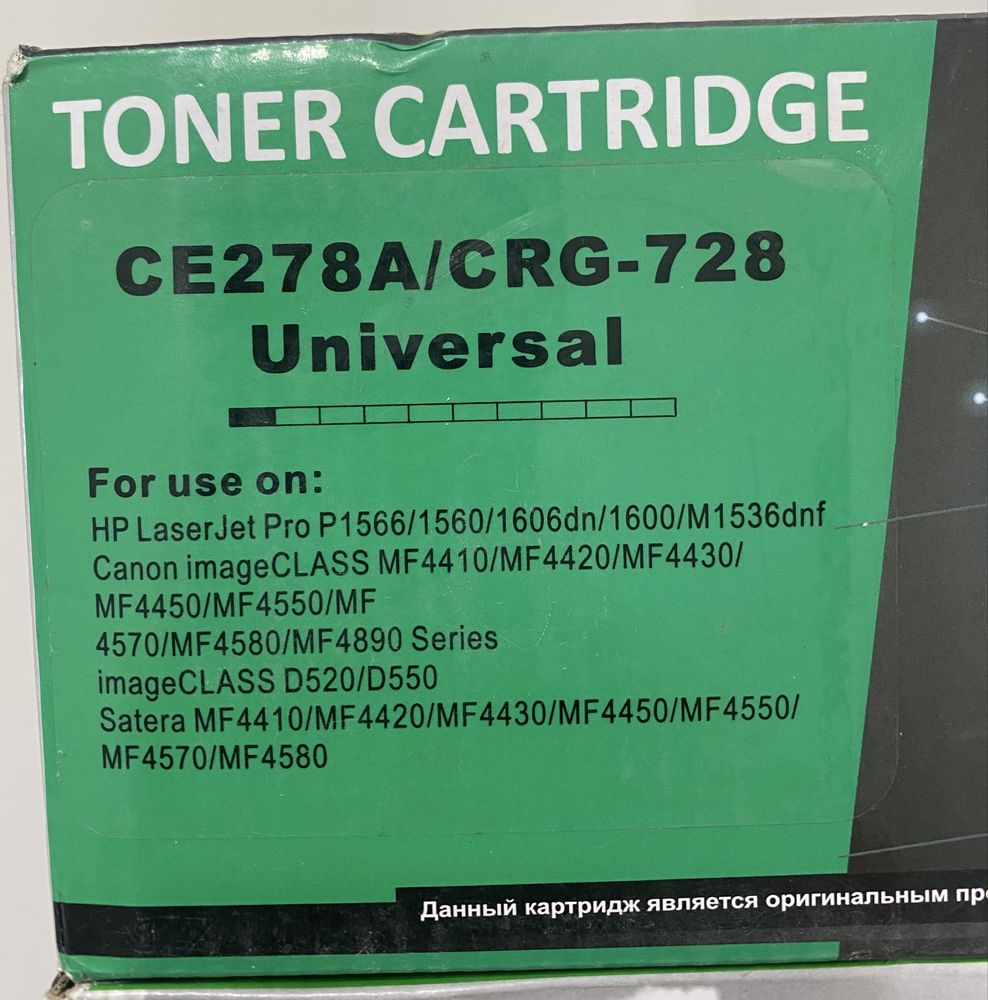 TONER CARTRIDGE
CE278A/CRG-728
Universal
For use on:
HP LaserJet Pro P1566/1560/1606dn/1600/M1536dnf
Canon imageCLASS MF4410/MF4420/MF4430/
MF4450/MF4550/MF
4570/MF4580/MF4890 Series
imageCLASS D520/D550
Satera MF4410/MF4420/MF4430/MF4450/MF4550/
MF4570/MF4580
Данный картридж является оригинальным